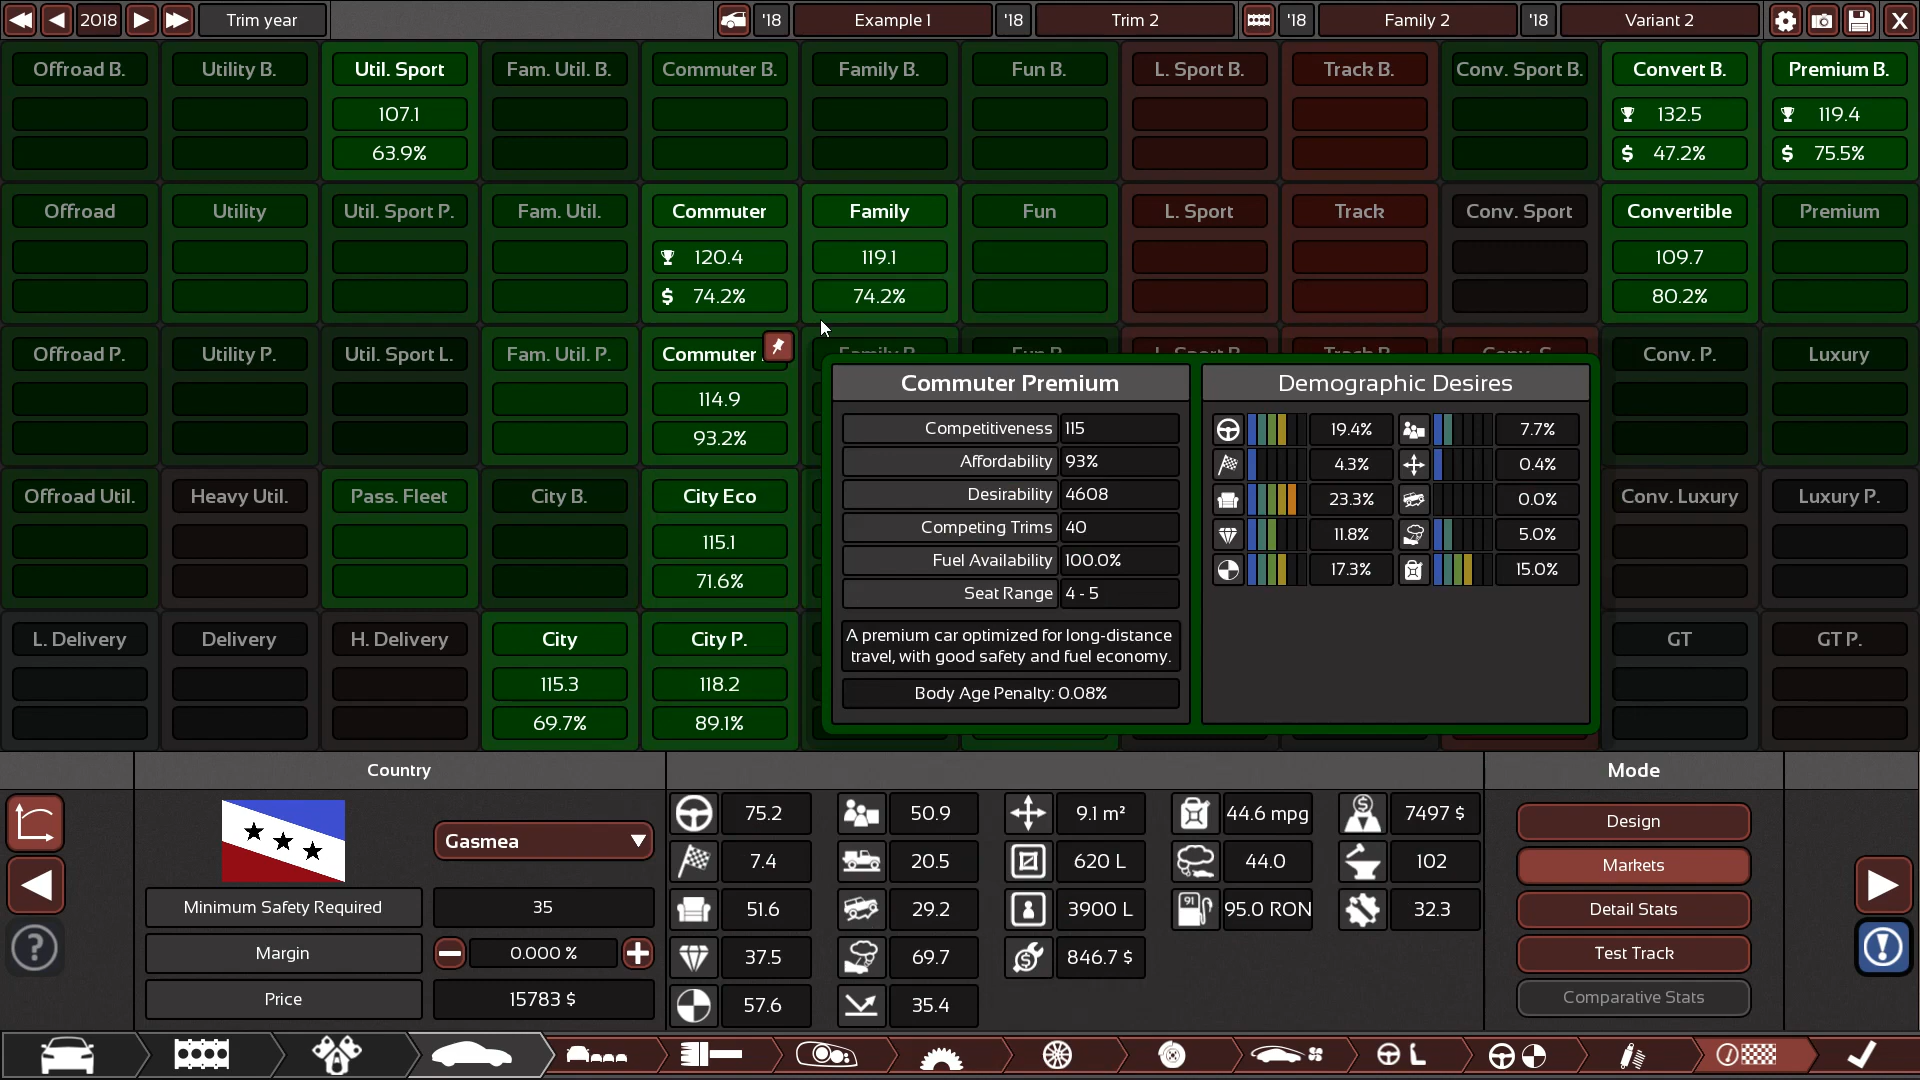 2018
Trim year
'18
Example 1
'18
Trim 2
'18
Family 2
'18
Variant 2
X
Offroad B.
Utility B.
Util. Sport
Fam. Util. B.
Commuter B.
Family B.
Fun B.
L. Sport B.
Track B.
Conv. Sport B.
Convert B.
Premium B.
107.1
132.5
119.4
63.9%
$ 47.2%
$ 75.5%
Offroad
Utility
Util. Sport P.
Fam. Util.
Commuter
Family
Fun
L. Sport
Track
Conv. Sport
Convertible
Premium
120.4
119.1
109.7
$ 74.2%
74.2%
80.2%
Offroad P.
Utility P.
Util. Sport L.
Fam. Util. P.
Commuter
Conv. P.
Luxury
114.9
93.2%
Offroad Util.
Heavy Util.
Pass. Fleet
City B.
City Eco
Conv. Luxury
Luxury P.
115.1
71.6%
L. Delivery
Delivery
H. Delivery
City
City P.
GT
GT P.
115.3
118.2
69.7%
89.1%
Commuter Premium
Competitiveness 115
Affordability 93%
Desirability 4608
Competing Trims 40
Fuel Availability 100.0%
Seat Range 4 - 5
A premium car optimized for long-distance
travel, with good safety and fuel economy.
Body Age Penalty: 0.08%
Demographic Desires
19.4% 7.7%
4.3% 0.4%
23.3% 0.0%
11.8% 5.0%
17.3% 15.0%
Country
Gasmea
Minimum Safety Required 35
Margin 0.000 %
Price 15783 $
75.2 50.9 9.1 m² 44.6 mpg 7497 $
7.4 20.5 620 L 44.0 102
51.6 29.2 3900 L 91 95.0 RON 32.3
37.5 69.7 846.7 $
57.6 35.4
Mode
Design
Markets
Detail Stats
Test Track
Comparative Stats
?